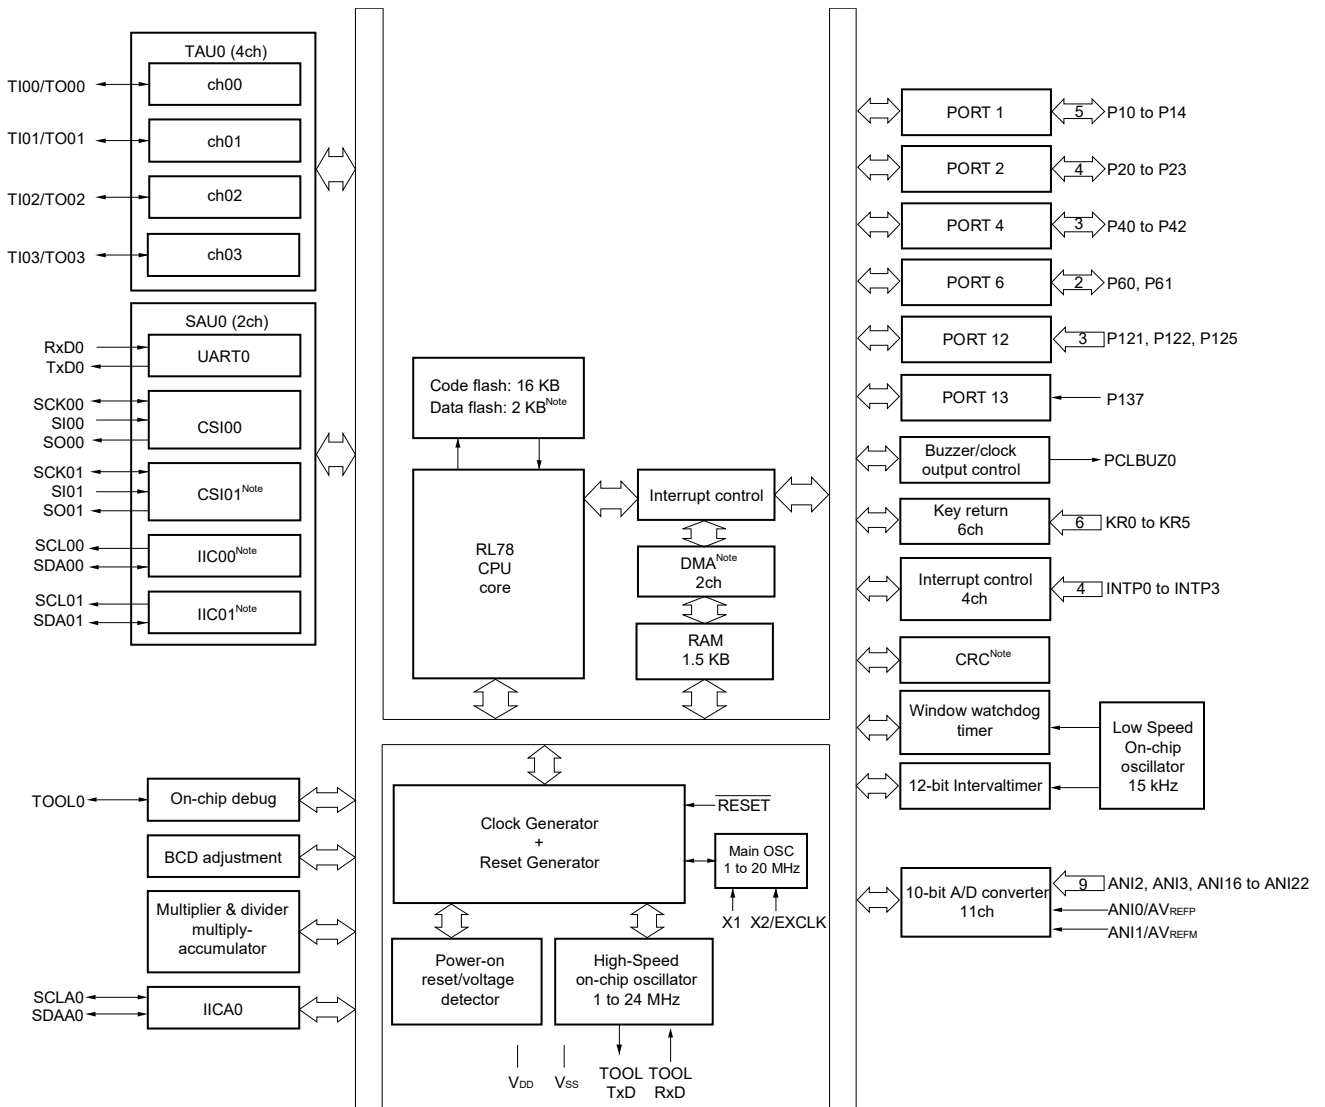 TAU0 (4ch)
TI00/TO00
ch00
TI01/TO01
ch01
TI02/TO02
ch02
TI03/TO03
ch03
SAU0 (2ch)
RxD0
TxD0
UART0
SCK00
SI00
SO00
CSI00
SCK01
SI01
SO01
CSI01Note
SCL00
SDA00
IIC00Note
SCL01
SDA01
IIC01Note
TOOL0
On-chip debug
BCD adjustment
Multiplier & divider
multiply-
accumulator
SCLA0
SDAA0
IICA0
Code flash: 16 KB
Data flash: 2 KBNote
RL78
CPU
core
Interrupt control
DMANote
2ch
RAM
1.5 KB
Clock Generator
+
Reset Generator
RESET
Main OSC
1 to 20 MHz
X1 X2/EXCLK
Power-on
reset/voltage
detector
High-Speed
on-chip oscillator
1 to 24 MHz
VDD
VSS
TOOL
TxD
TOOL
RxD
PORT 1
5
P10 to P14
PORT 2
4
P20 to P23
PORT 4
3
P40 to P42
PORT 6
2
P60, P61
PORT 12
3
P121, P122, P125
PORT 13
P137
Buzzer/clock
output control
PCLBUZ0
Key return
6ch
6
KR0 to KR5
Interrupt control
4ch
4
INTP0 to INTP3
CRCNote
Window watchdog
timer
12-bit Intervaltimer
Low Speed
On-chip
oscillator
15 kHz
10-bit A/D converter
11ch
9
ANI2, ANI3, ANI16 to ANI22
ANI0/AVREFP
ANI1/AVREFM